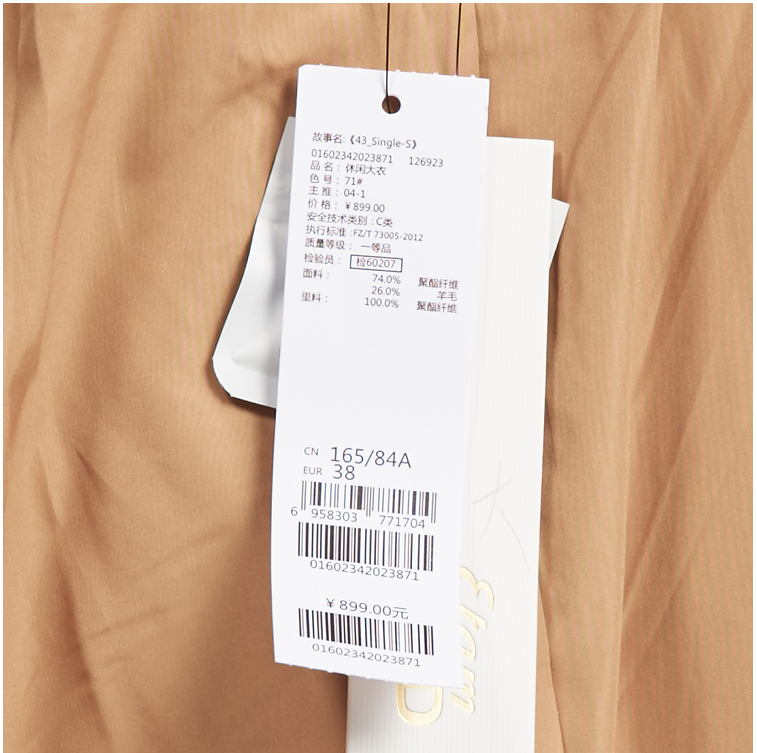 故事名:《43_Single-S》
01602342023871 126923
品 名：休闲大衣
色 号：71#
主 推：04-1
价 格：￥899.00
安全技术类别：C类
执行标准：FZ/T 73005-2012
质量等级： 一等品
检验员： 检60207
面料： 74.0% 聚酯纤维
26.0% 羊毛
里料： 100.0% 聚酯纤维
CN 165/84A
EUR 38
6 958303 771704
01602342023871
￥899.00元
01602342023871
Etam